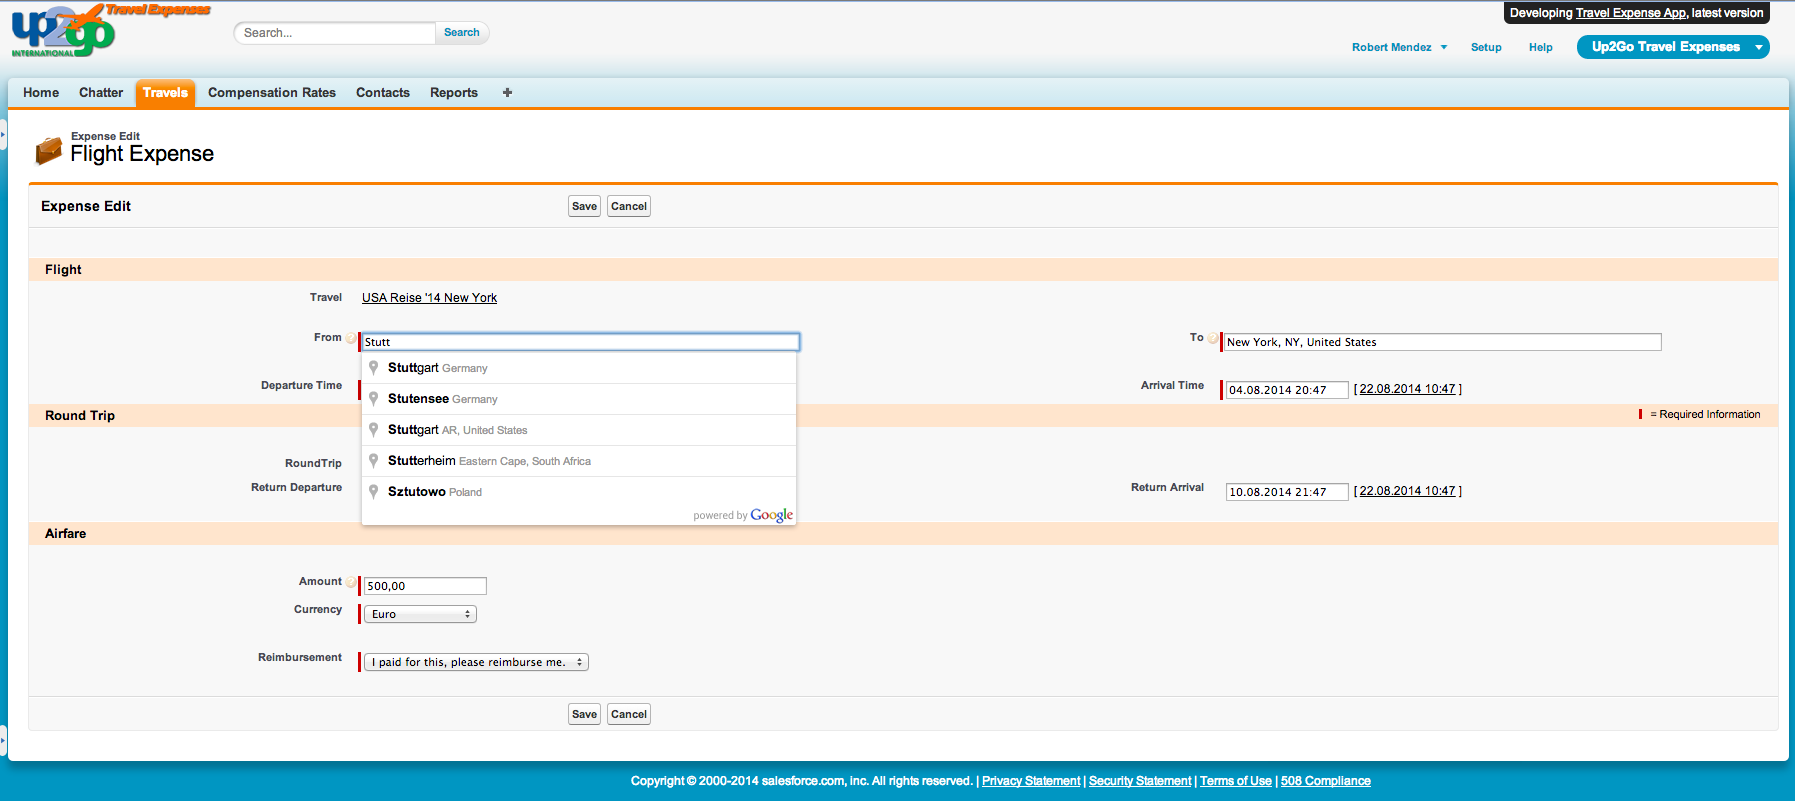 up2go Travel Expenses
INTERNATIONAL
Search... Search
Developing Travel Expense App, latest version
Robert Mendez Setup Help Up2Go Travel Expenses
Home Chatter Travels Compensation Rates Contacts Reports +
Expense Edit
Flight Expense
Expense Edit Save Cancel
Flight
Travel USA Reise '14 New York
From Stutt To New York, NY, United States
Stuttgart Germany
Departure Time Arrival Time 04.08.2014 20:47 [ 22.08.2014 10:47 ]
Stutensee Germany
Round Trip = Required Information
Stuttgart AR, United States
RoundTrip
Stutterheim Eastern Cape, South Africa
Return Departure Return Arrival 10.08.2014 21:47 [ 22.08.2014 10:47 ]
Sztutowo Poland
powered by Google
Airfare
Amount 500,00
Currency Euro
Reimbursement I paid for this, please reimburse me.
Save Cancel
Copyright © 2000-2014 salesforce.com, inc. All rights reserved. | Privacy Statement | Security Statement | Terms of Use | 508 Compliance